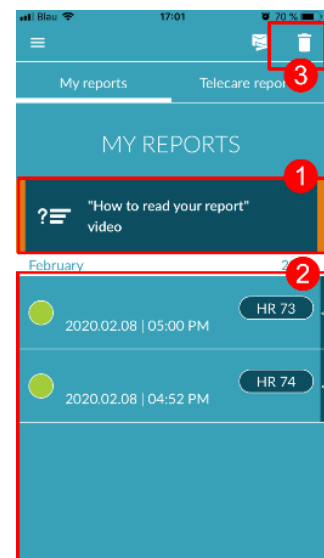 Blau 17:01 70 %
My reports Telecare repor
3
MY REPORTS
1
?
"How to read your report"
video
February 2
2
HR 73
2020.02.08 | 05:00 PM
HR 74
2020.02.08 | 04:52 PM